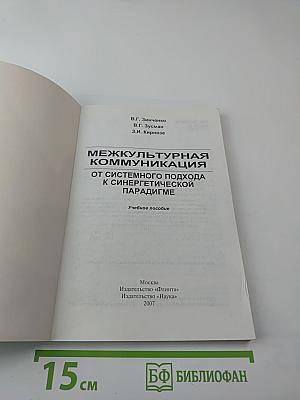 В.Г. Зинченко
В.Г. Зусман
З.И. Кирнозе
МЕЖКУЛЬТУРНАЯ
КОММУНИКАЦИЯ
ОТ СИСТЕМНОГО ПОДХОДА
К СИНЕРГЕТИЧЕСКОЙ
ПАРАДИГМЕ
Учебное пособие
Москва
Издательство «Флинта»
Издательство «Наука»
2007
15 см
БФ БИБЛИОФАН